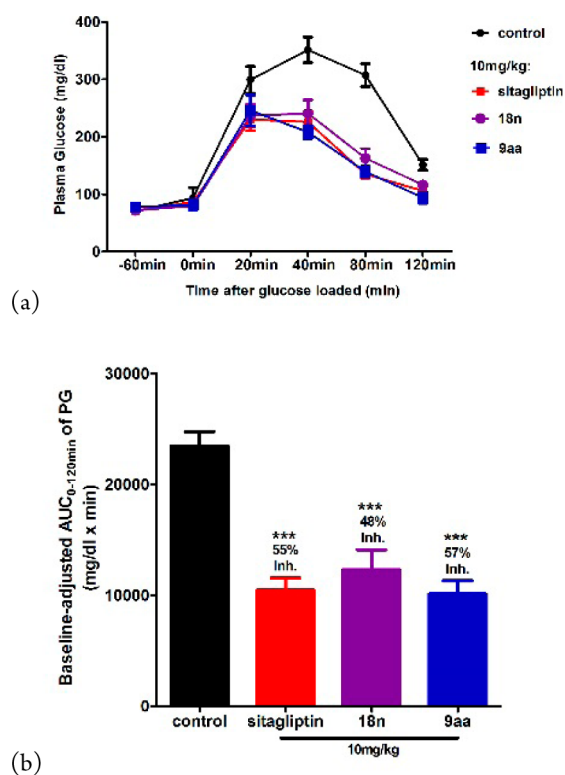 400
300
200
100
0
Plasma Glucose (mg/dl)
-60min 0min 20min 40min 80min 120min
Time after glucose loaded (min)
control
10mg/kg:
sitagliptin
18n
9aa
(a)
30000
20000
10000
0
Baseline-adjusted AUC0-120min of PG
(mg/dl x min)
***
55%
Inh.
***
48%
Inh.
***
57%
Inh.
control sitagliptin 18n 9aa
10mg/kg
(b)